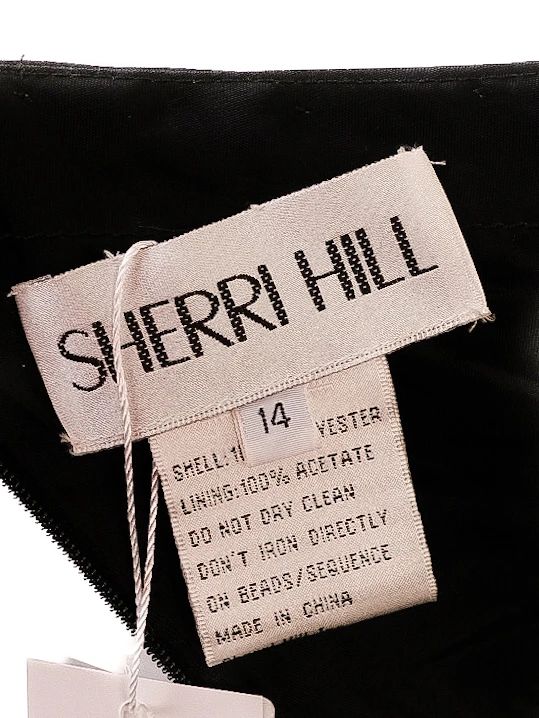 SHERRI HILL
14
SHELL:1 YESTER
LINING:100% ACETATE
DO NOT DRY CLEAN
DON'T IRON DIRECTLY
ON BEADS/SEQUENCE
MADE IN CHINA